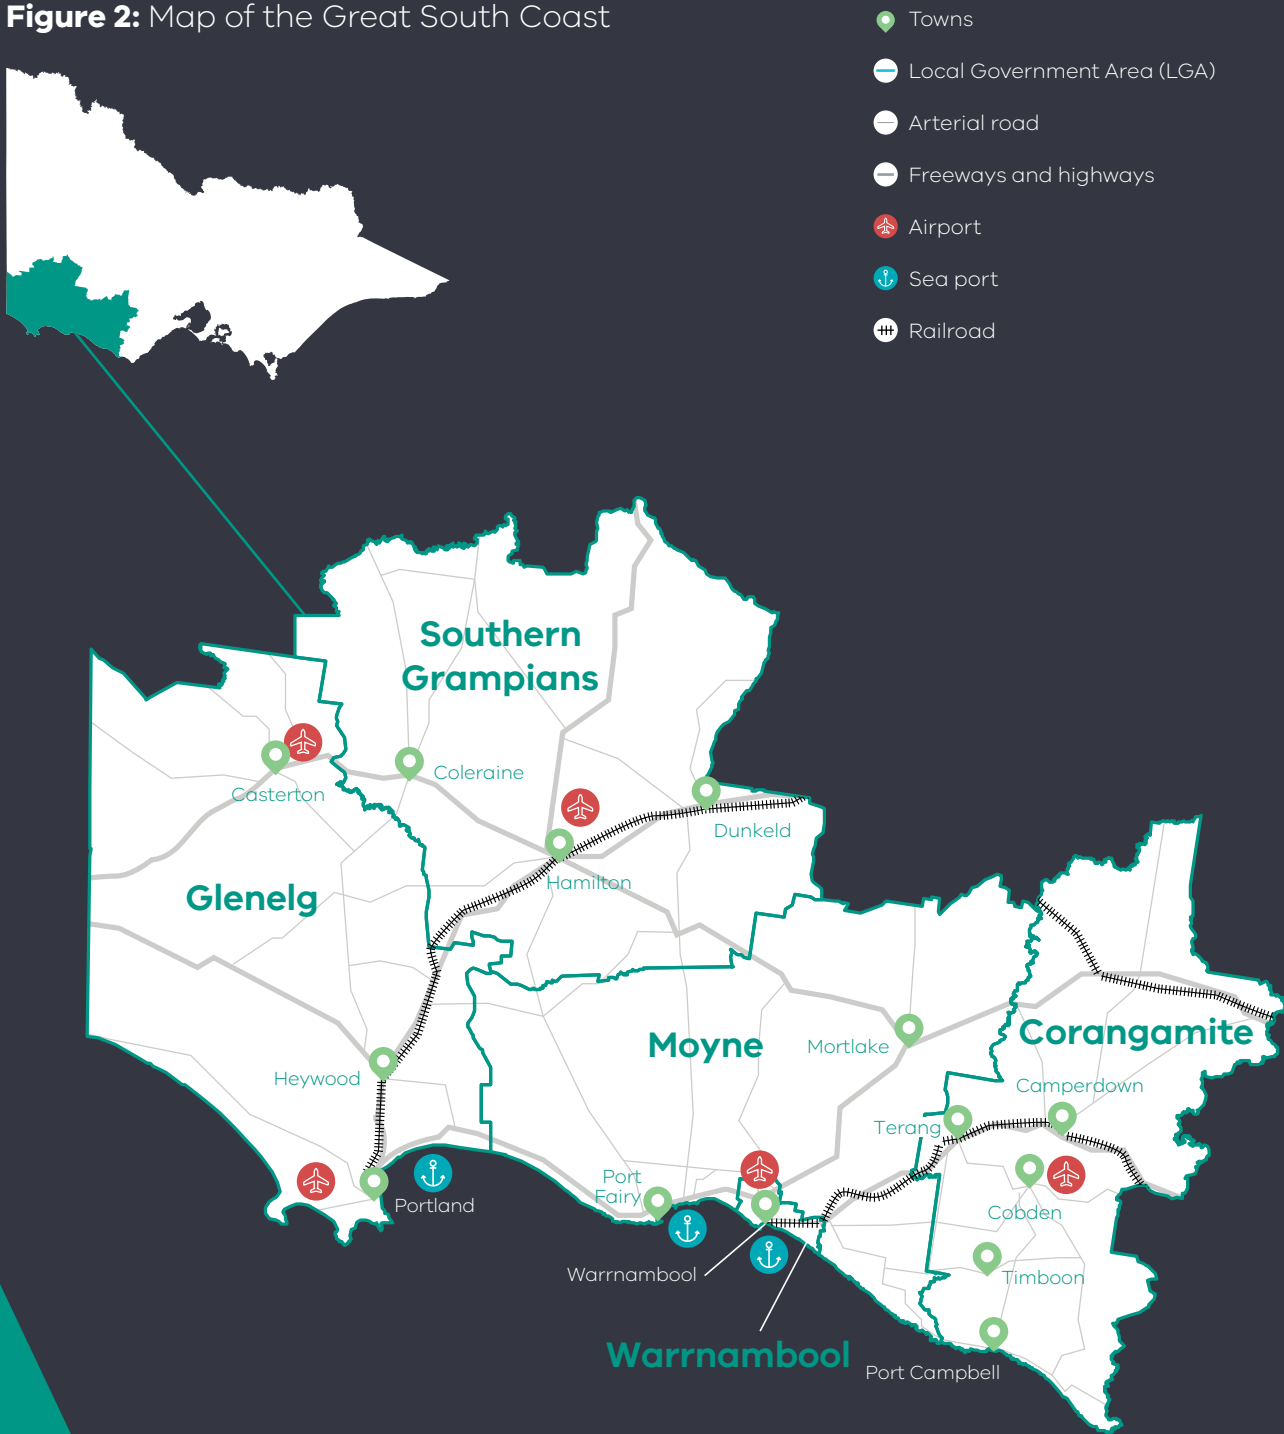 Figure 2: Map of the Great South Coast
Towns
Local Government Area (LGA)
Arterial road
Freeways and highways
Airport
Sea port
Railroad
Southern
Grampians
Coleraine
Casterton
Dunkeld
Hamilton
Glenelg
Corangamite
Moyne
Mortlake
Heywood
Camperdown
Terang
Port
Fairy
Portland
Cobden
Warrnambool
Timboon
Warrnambool
Port Campbell